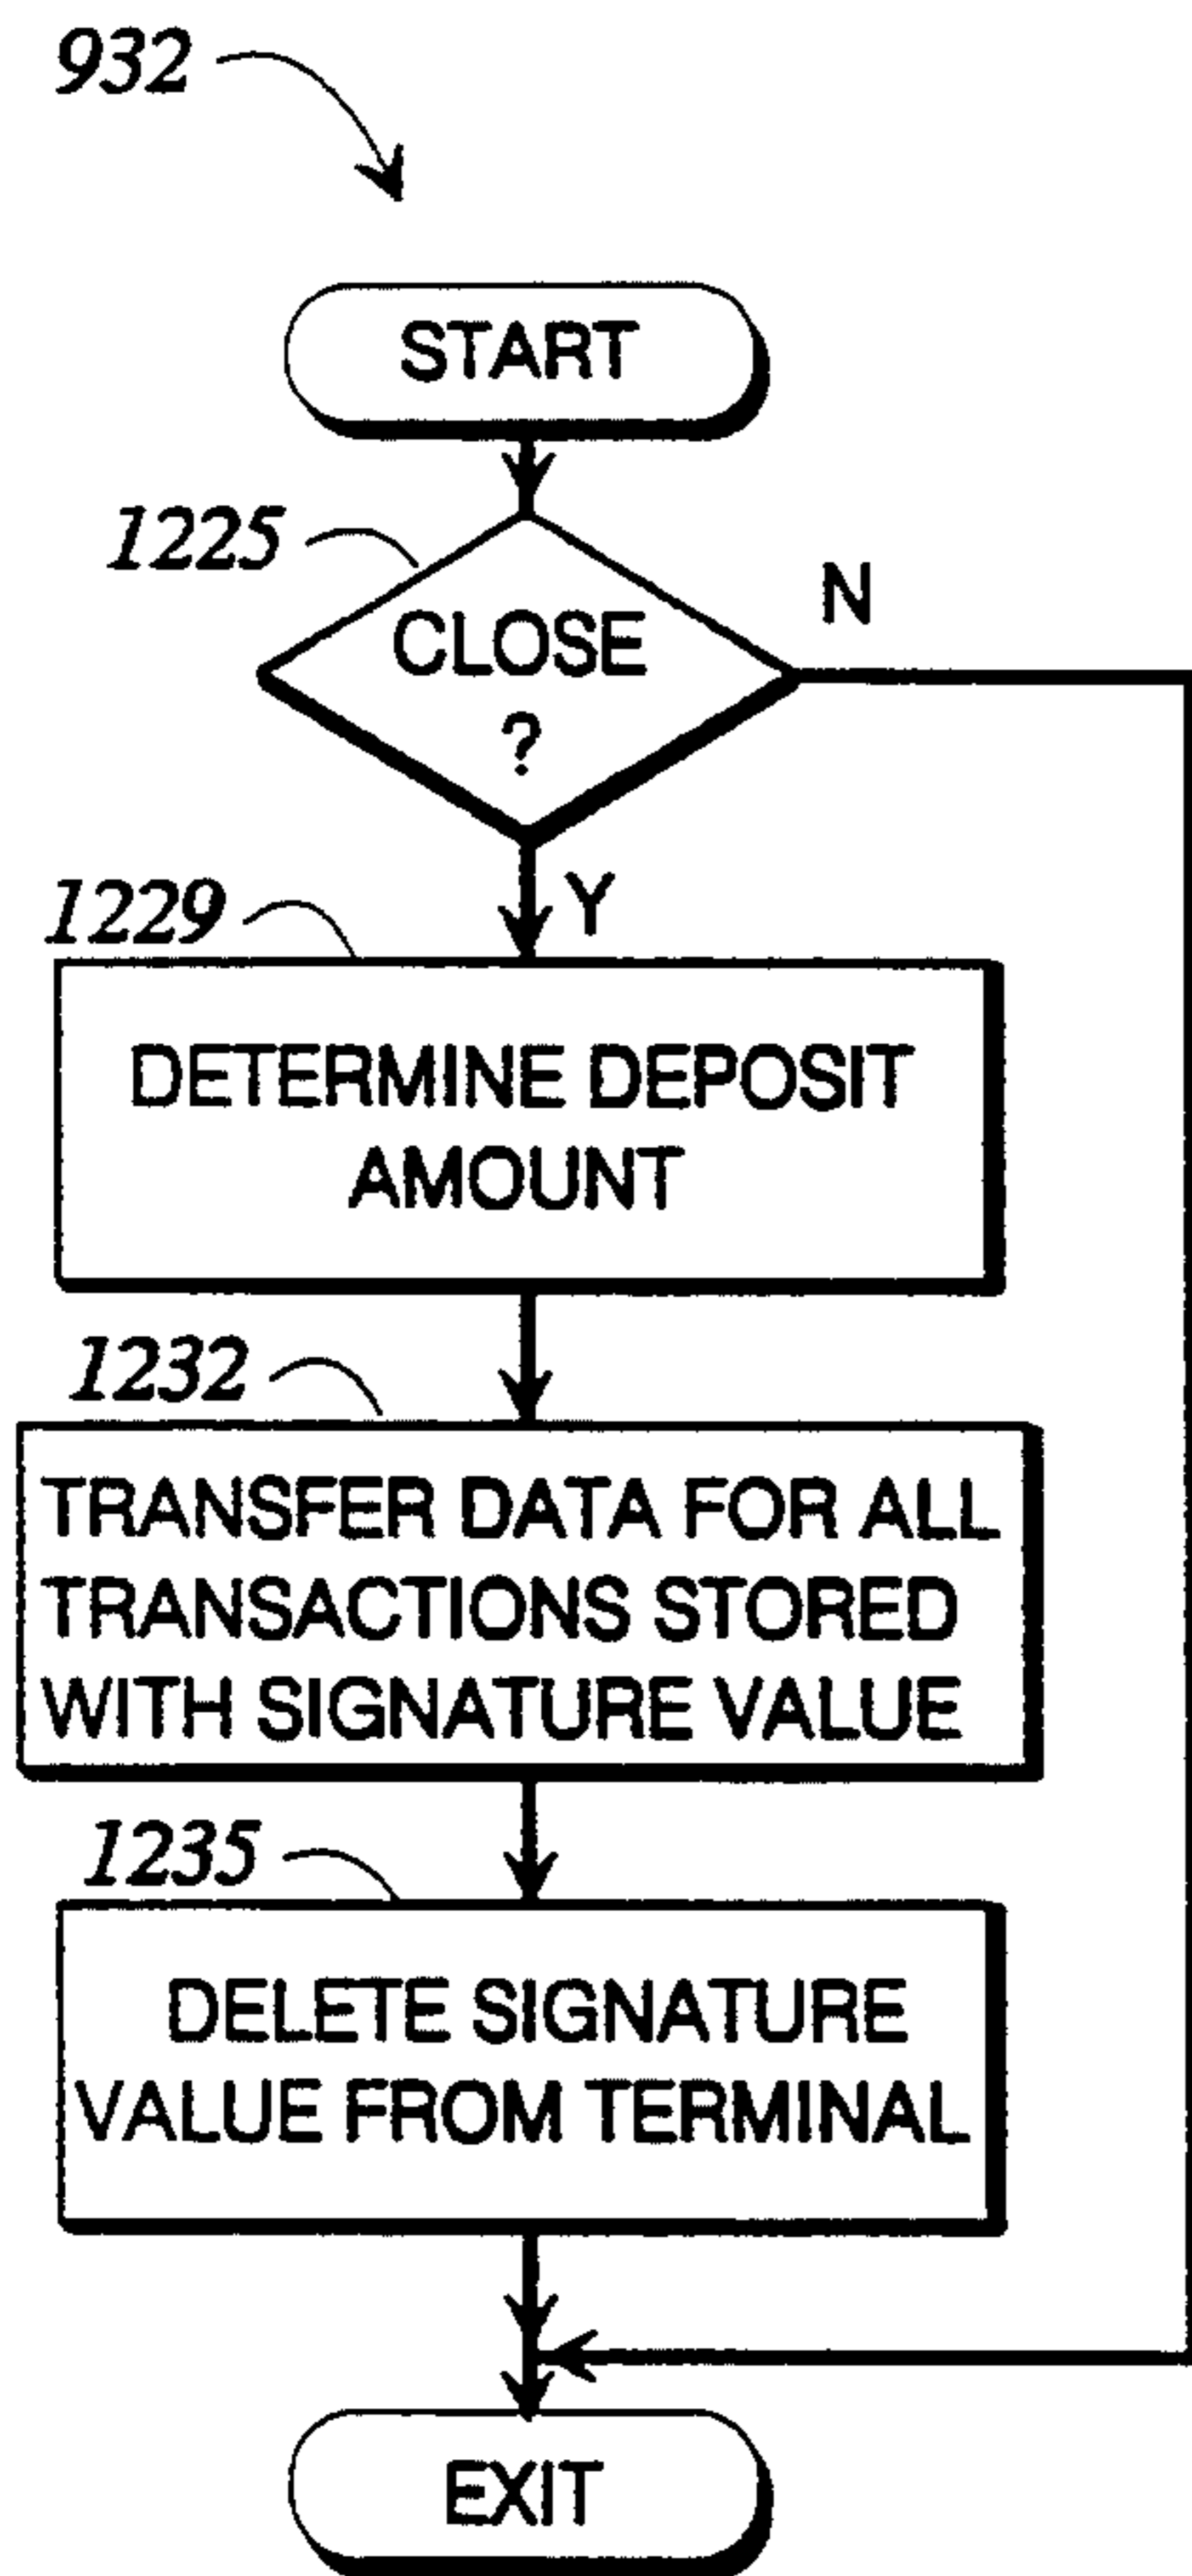 932
START
1225
CLOSE
?
N
Y
1229
DETERMINE DEPOSIT
AMOUNT
1232
TRANSFER DATA FOR ALL
TRANSACTIONS STORED
WITH SIGNATURE VALUE
1235
DELETE SIGNATURE
VALUE FROM TERMINAL
EXIT